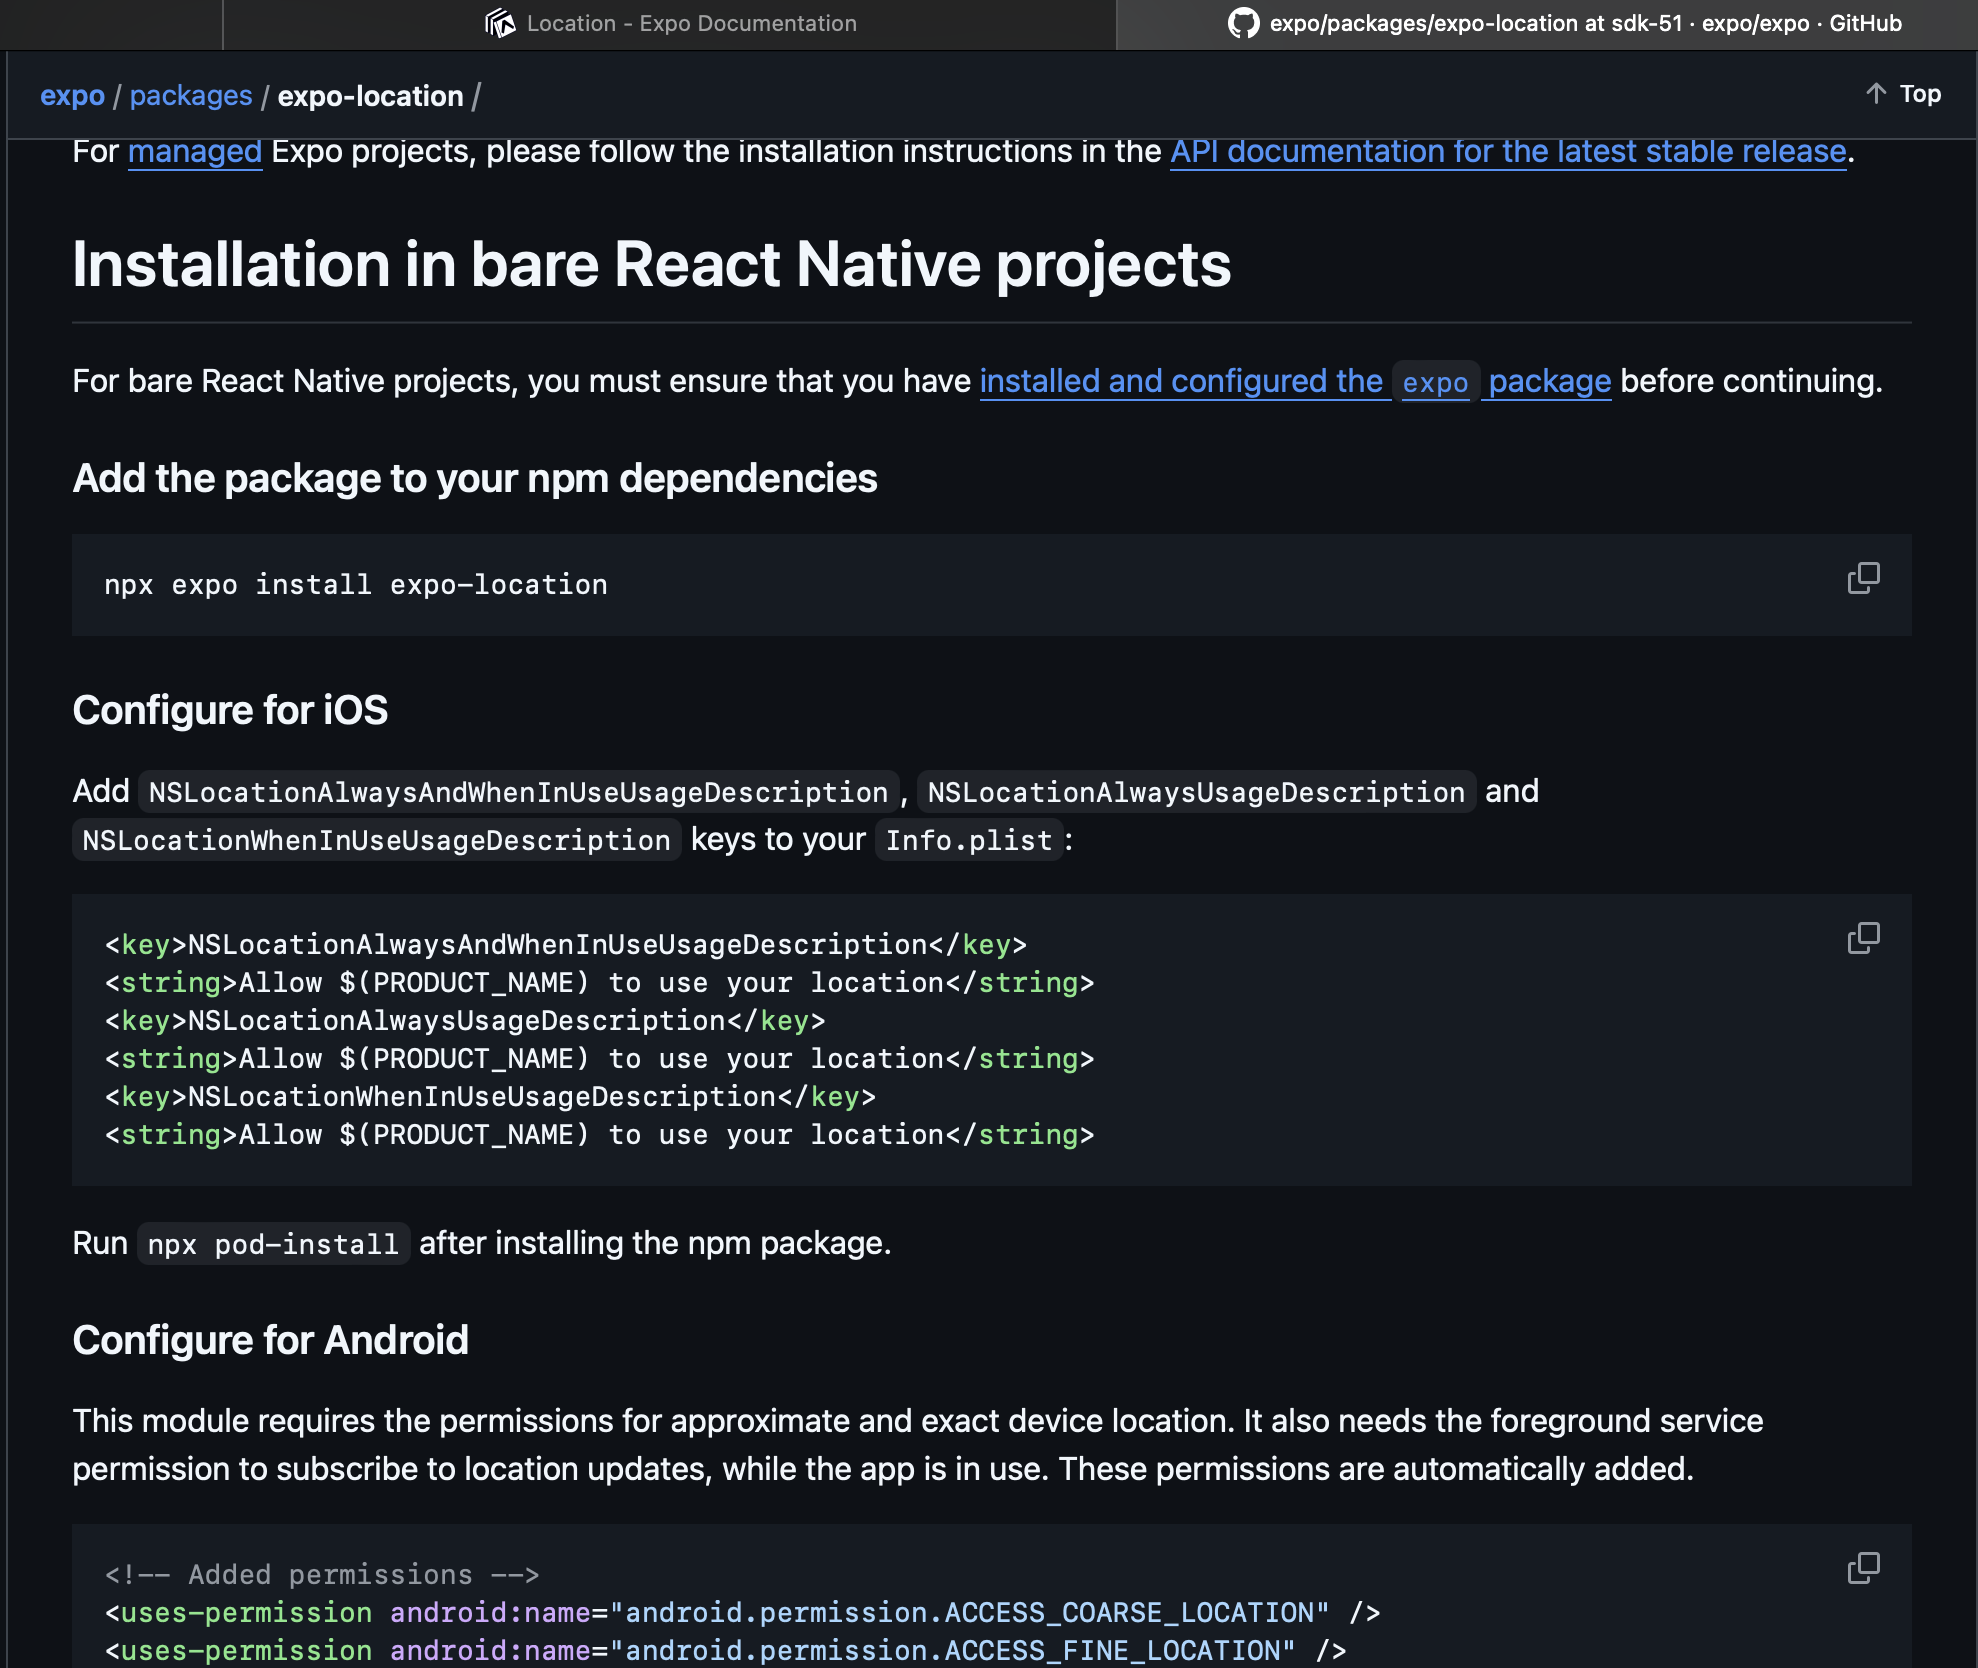 Location - Expo Documentation
expo/packages/expo-location at sdk-51 · expo/expo · GitHub
expo / packages / expo-location /
Top
For managed Expo projects, please follow the installation instructions in the API documentation for the latest stable release.
Installation in bare React Native projects
For bare React Native projects, you must ensure that you have installed and configured the expo package before continuing.
Add the package to your npm dependencies
npx expo install expo-location
Configure for iOS
Add NSLocationAlwaysAndWhenInUseUsageDescription, NSLocationAlwaysUsageDescription and
NSLocationWhenInUseUsageDescription keys to your Info.plist:
<key>NSLocationAlwaysAndWhenInUseUsageDescription</key>
<string>Allow $(PRODUCT_NAME) to use your location</string>
<key>NSLocationAlwaysUsageDescription</key>
<string>Allow $(PRODUCT_NAME) to use your location</string>
<key>NSLocationWhenInUseUsageDescription</key>
<string>Allow $(PRODUCT_NAME) to use your location</string>
Run npx pod-install after installing the npm package.
Configure for Android
This module requires the permissions for approximate and exact device location. It also needs the foreground service
permission to subscribe to location updates, while the app is in use. These permissions are automatically added.
<!-- Added permissions -->
<uses-permission android:name="android.permission.ACCESS_COARSE_LOCATION" />
<uses-permission android:name="android.permission.ACCESS_FINE_LOCATION" />